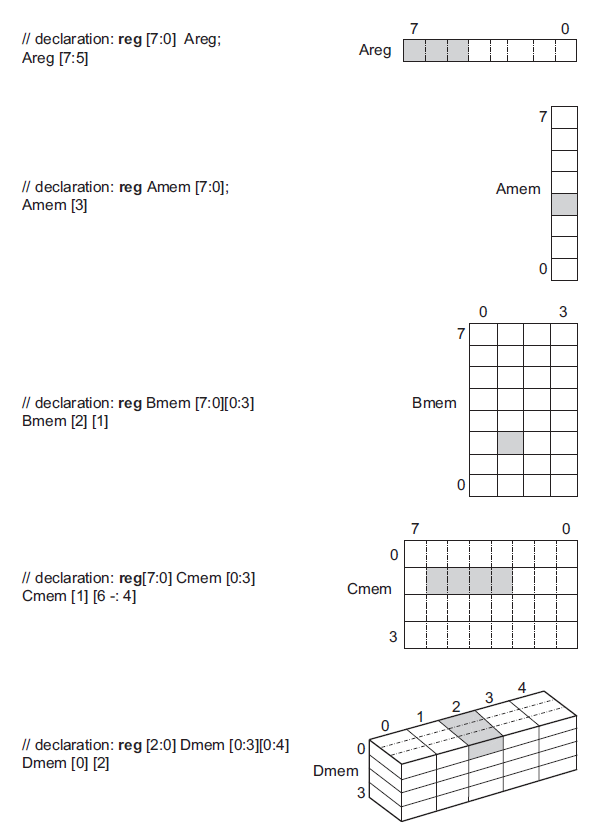 // declaration: reg [7:0]  Areg;
Areg [7:5]
Areg
7
0
// declaration: reg Amem [7:0];
Amem [3]
Amem
7
0
// declaration: reg Bmem [7:0][0:3]
Bmem [2] [1]
Bmem
0
3
7
0
// declaration: reg[7:0] Cmem [0:3]
Cmem [1] [6 -: 4]
Cmem
7
0
0
3
// declaration: reg [2:0] Dmem [0:3][0:4]
Dmem [0] [2]
Dmem
0
1
2
3
4
0
3